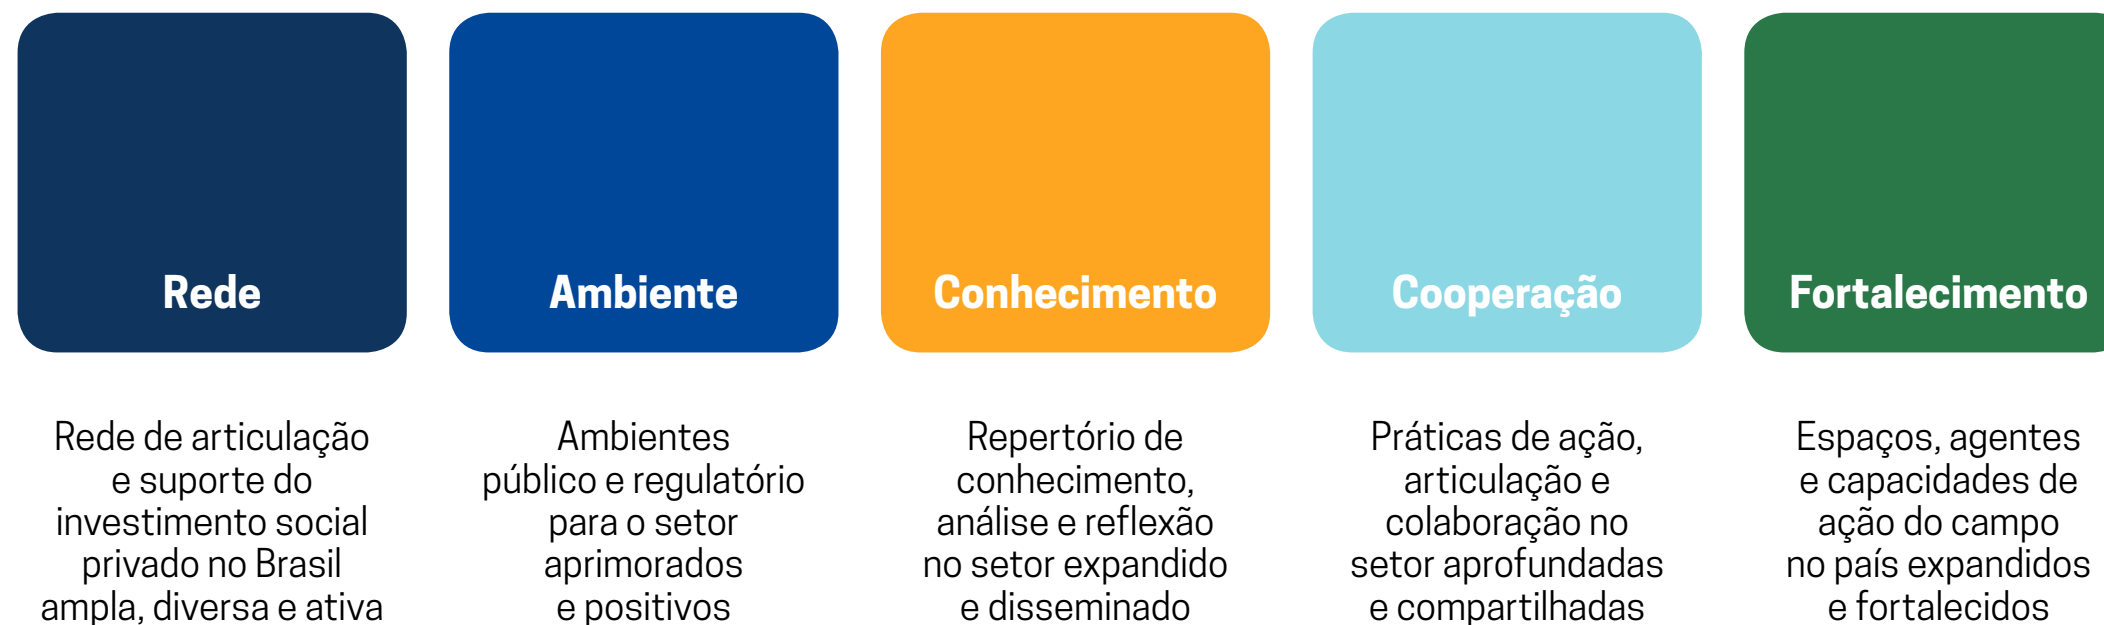 Rede
Rede de articulação
e suporte do
investimento social
privado no Brasil
ampla, diversa e ativa
Ambiente
Ambientes
público e regulatório
para o setor
aprimorados
e positivos
Conhecimento
Repertório de
conhecimento,
análise e reflexão
no setor expandido
e disseminado
Cooperação
Práticas de ação,
articulação e
colaboração no
setor aprofundadas
e compartilhadas
Fortalecimento
Espaços, agentes
e capacidades de
ação do campo
no país expandidos
e fortalecidos